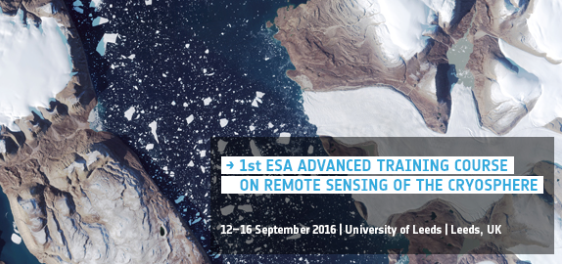 → 1st ESA ADVANCED TRAINING COURSE
ON REMOTE SENSING OF THE CRYOSPHERE
12–16 September 2016 | University of Leeds | Leeds, UK